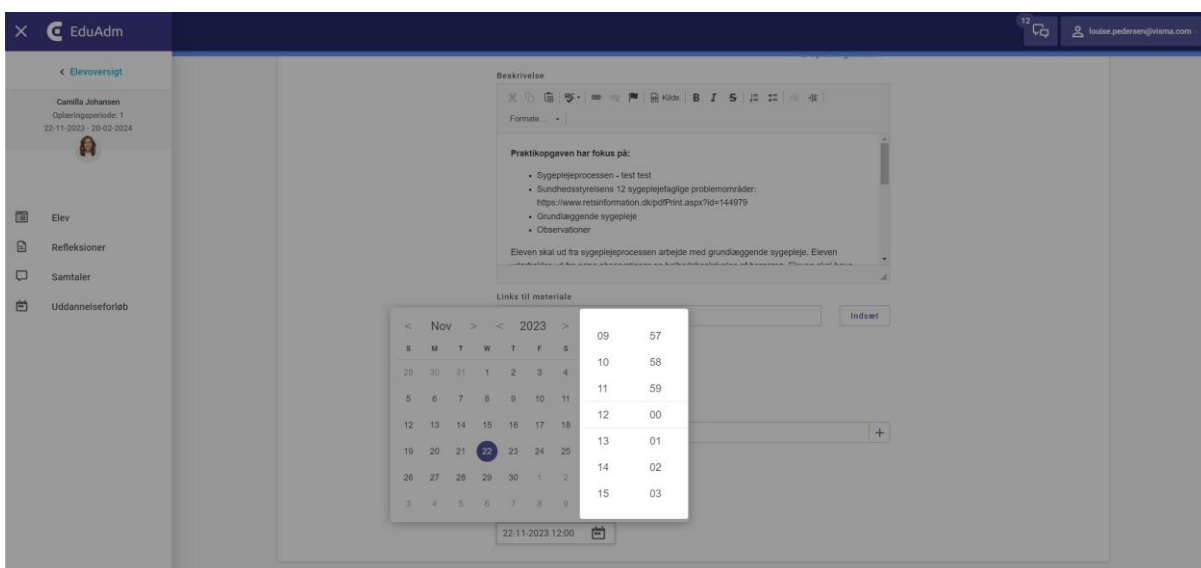 EduAdm
12
louise.pedersen@visma.com
Elevoversigt
Camilla Johansen
Oplæringsperiode: 1
22-11-2023 - 20-02-2024
Elev
Refleksioner
Samtaler
Uddannelseforløb
Beskrivelse
Kilde B I S
Formate...
Praktikopgaven har fokus på:
Sygeplejeprocessen - test test
Sundhedsstyrelsens 12 sygeplejefaglige problemområder:
https://www.retsinformation.dk/pdfPrint.aspx?id=144979
Grundlæggende sygepleje
Observationer
Eleven skal ud fra sygeplejeprocessen arbejde med grundlæggende sygepleje. Eleven
Links til materiale
Indsæt
< Nov > < 2023 >
S M T W T F S
29 30 31 1 2 3 4
5 6 7 8 9 10 11
12 13 14 15 16 17 18
19 20 21 22 23 24 25
26 27 28 29 30 1 2
3 4 5 6 7 8 9
09 57
10 58
11 59
12 00
13 01
14 02
15 03
22-11-2023 12:00